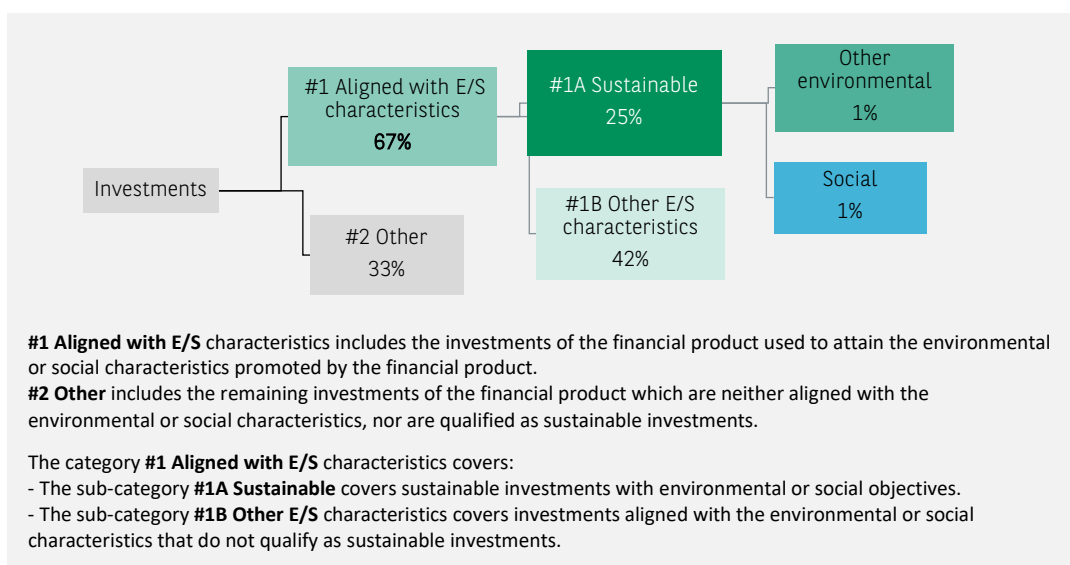 Investments
#1 Aligned with E/S
characteristics
67%
#2 Other
33%
#1A Sustainable
25%
#1B Other E/S
characteristics
42%
Other
environmental
1%
Social
1%
#1 Aligned with E/S characteristics includes the investments of the financial product used to attain the environmental
or social characteristics promoted by the financial product.
#2 Other includes the remaining investments of the financial product which are neither aligned with the
environmental or social characteristics, nor are qualified as sustainable investments.
The category #1 Aligned with E/S characteristics covers:
- The sub-category #1A Sustainable covers sustainable investments with environmental or social objectives.
- The sub-category #1B Other E/S characteristics covers investments aligned with the environmental or social
characteristics that do not qualify as sustainable investments.